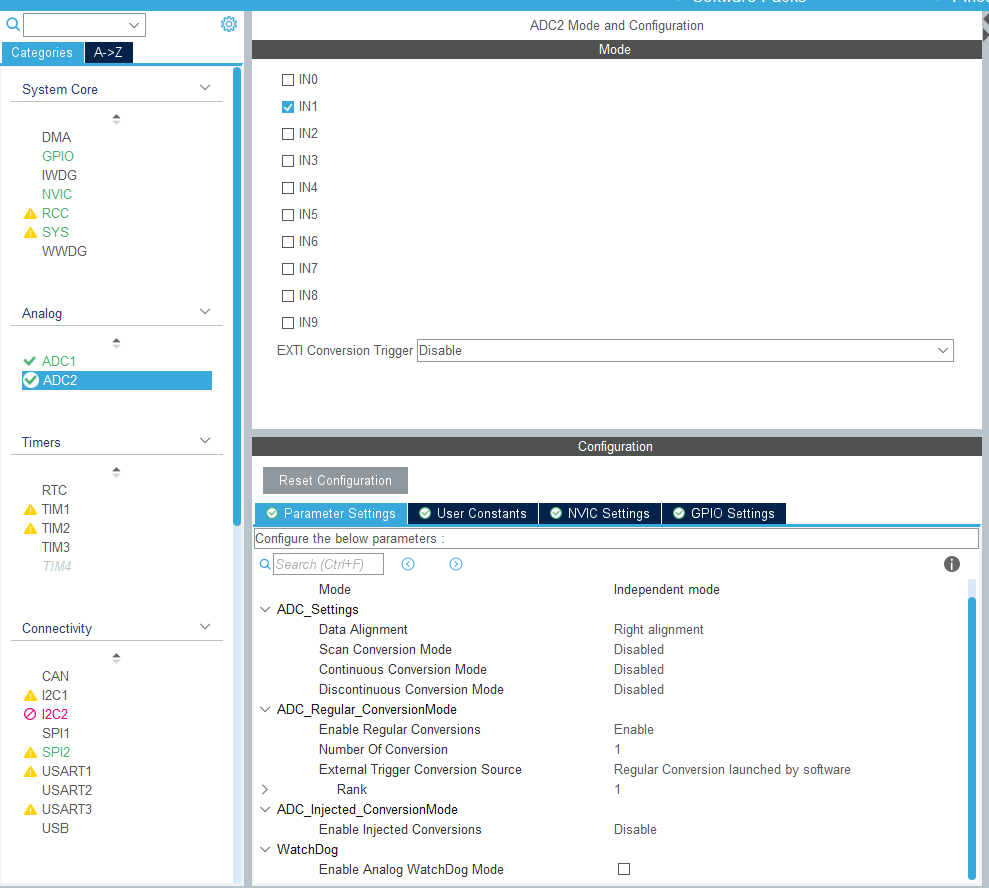 Software Packs
ADC2 Mode and Configuration
Mode
Categories
A->Z
System Core
DMA
GPIO
IWDG
NVIC
RCC
SYS
WWDG
Analog
ADC1
ADC2
Timers
RTC
TIM1
TIM2
TIM3
TIM4
Connectivity
CAN
I2C1
I2C2
SPI1
SPI2
USART1
USART2
USART3
USB
IN0
IN1
IN2
IN3
IN4
IN5
IN6
IN7
IN8
IN9
EXTI Conversion Trigger Disable
Configuration
Reset Configuration
Parameter Settings User Constants NVIC Settings GPIO Settings
Configure the below parameters :
Search (Ctrl+F)
Mode Independent mode
ADC_Settings
Data Alignment Right alignment
Scan Conversion Mode Disabled
Continuous Conversion Mode Disabled
Discontinuous Conversion Mode Disabled
ADC_Regular_ConversionMode
Enable Regular Conversions Enable
Number Of Conversion 1
External Trigger Conversion Source Regular Conversion launched by software
Rank 1
ADC_Injected_ConversionMode
Enable Injected Conversions Disable
WatchDog
Enable Analog WatchDog Mode